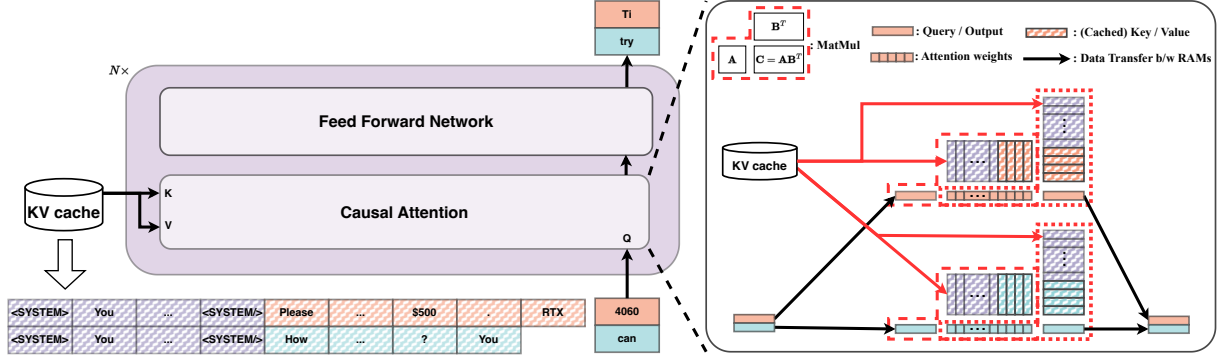 Ti
try
N×
Feed Forward Network
Causal Attention
K
V
Q
KV cache
<SYSTEM> You ... <SYSTEM/> Please ... $500 . RTX 4060
<SYSTEM> You ... <SYSTEM/> How ... ? You can
B^T
A
C = AB^T
: MatMul
: Query / Output
: (Cached) Key / Value
: Attention weights
: Data Transfer b/w RAMs
KV cache
...
...
...
...
...
...